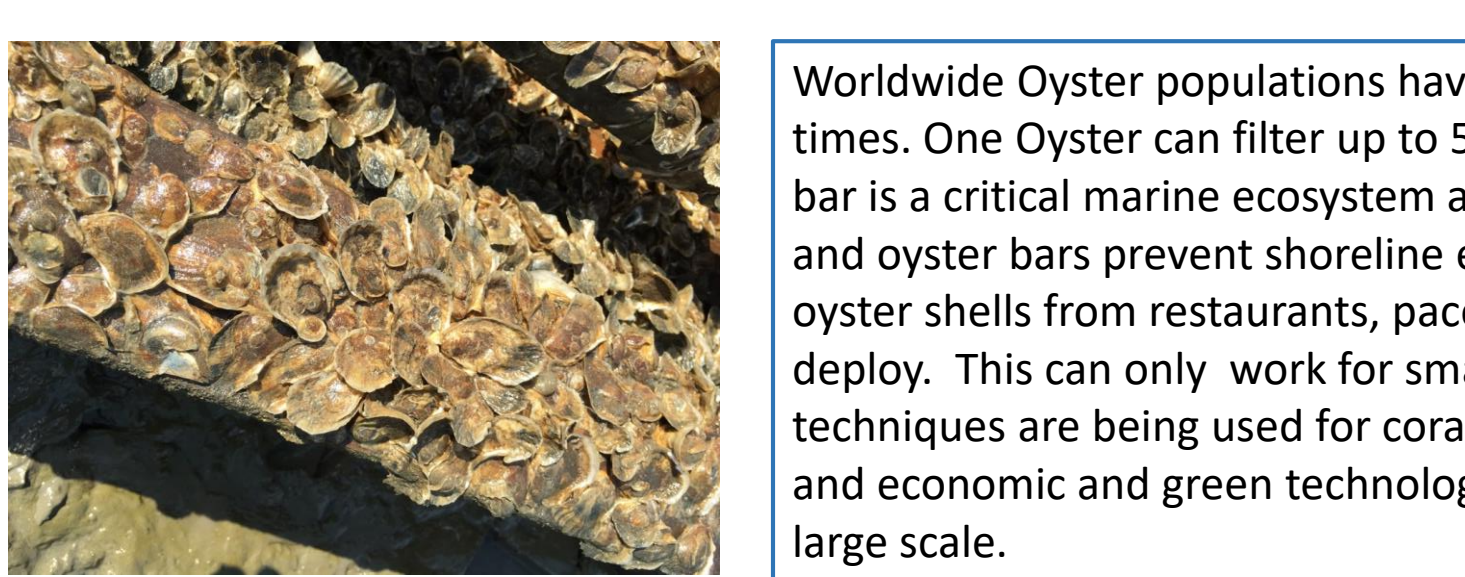 Worldwide Oyster populations hav
times. One Oyster can filter up to 5
bar is a critical marine ecosystem a
and oyster bars prevent shoreline e
oyster shells from restaurants, pac
deploy.  This can only  work for sma
techniques are being used for cora
and economic and green technolog
large scale.